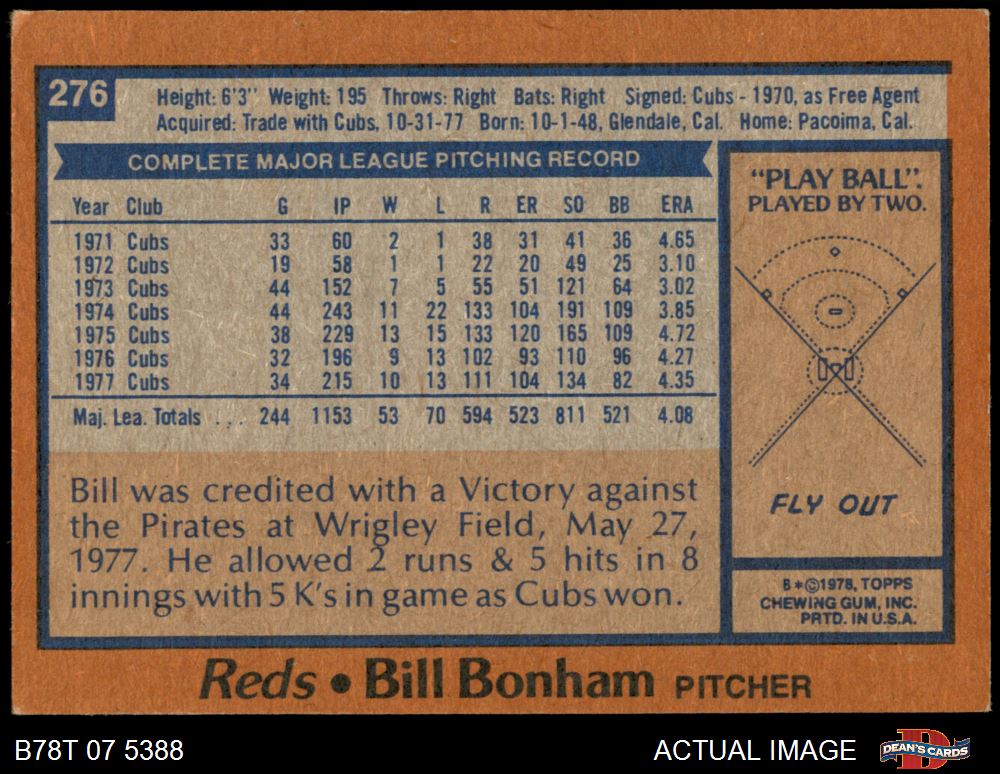 276
Height: 6'3" Weight: 195 Throws: Right Bats: Right Signed: Cubs - 1970, as Free Agent
Acquired: Trade with Cubs, 10-31-77 Born: 10-1-48, Glendale, Cal. Home: Pacoima, Cal.
COMPLETE MAJOR LEAGUE PITCHING RECORD
Year Club G IP W L R ER SO BB ERA
1971 Cubs 33 60 2 1 38 31 41 36 4.65
1972 Cubs 19 58 1 1 22 20 49 25 3.10
1973 Cubs 44 152 7 5 55 51 121 64 3.02
1974 Cubs 44 243 11 22 133 104 191 109 3.85
1975 Cubs 38 229 13 15 133 120 165 109 4.72
1976 Cubs 32 196 9 13 102 93 110 96 4.27
1977 Cubs 34 215 10 13 111 104 134 82 4.35
Maj. Lea. Totals ... 244 1153 53 70 594 523 811 521 4.08
Bill was credited with a Victory against
the Pirates at Wrigley Field, May 27,
1977. He allowed 2 runs & 5 hits in 8
innings with 5 K's in game as Cubs won.
"PLAY BALL".
PLAYED BY TWO.
FLY OUT
B*©1978, TOPPS
CHEWING GUM, INC.
PRTD. IN U.S.A.
Reds • Bill Bonham PITCHER
B78T 07 5388
ACTUAL IMAGE
DEAN'S CARDS